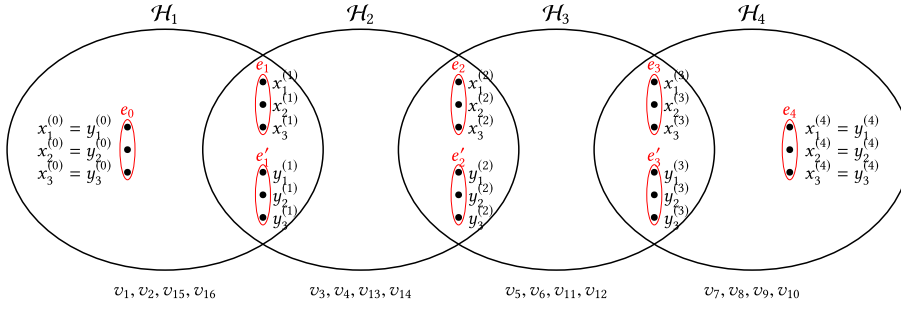 𝓗₁ 𝓗₂ 𝓗₃ 𝓗₄
e₁ e₂ e₃
x₁⁽¹⁾ x₁⁽²⁾ x₁⁽³⁾
e₀ e₄
x₂⁽¹⁾ x₂⁽²⁾ x₂⁽³⁾
x₁⁽⁰⁾ = y₁⁽⁰⁾ x₃⁽¹⁾ x₃⁽²⁾ x₃⁽³⁾ x₁⁽⁴⁾ = y₁⁽⁴⁾
x₂⁽⁰⁾ = y₂⁽⁰⁾ e₁′ e₂′ e₃′ x₂⁽⁴⁾ = y₂⁽⁴⁾
x₃⁽⁰⁾ = y₃⁽⁰⁾ y₁⁽¹⁾ y₁⁽²⁾ y₁⁽³⁾ x₃⁽⁴⁾ = y₃⁽⁴⁾
y₂⁽¹⁾ y₂⁽²⁾ y₂⁽³⁾
y₃⁽¹⁾ y₃⁽²⁾ y₃⁽³⁾
v₁, v₂, v₁₅, v₁₆ v₃, v₄, v₁₃, v₁₄ v₅, v₆, v₁₁, v₁₂ v₇, v₈, v₉, v₁₀